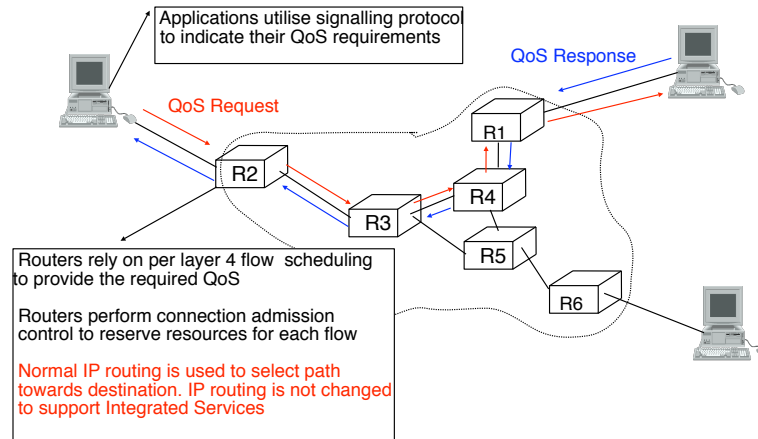 Applications utilise signalling protocol
to indicate their QoS requirements
QoS Response
QoS Request
R1
R2
R4
R3
R5
R6
Routers rely on per layer 4 flow scheduling
to provide the required QoS
Routers perform connection admission
control to reserve resources for each flow
Normal IP routing is used to select path
towards destination. IP routing is not changed
to support Integrated Services